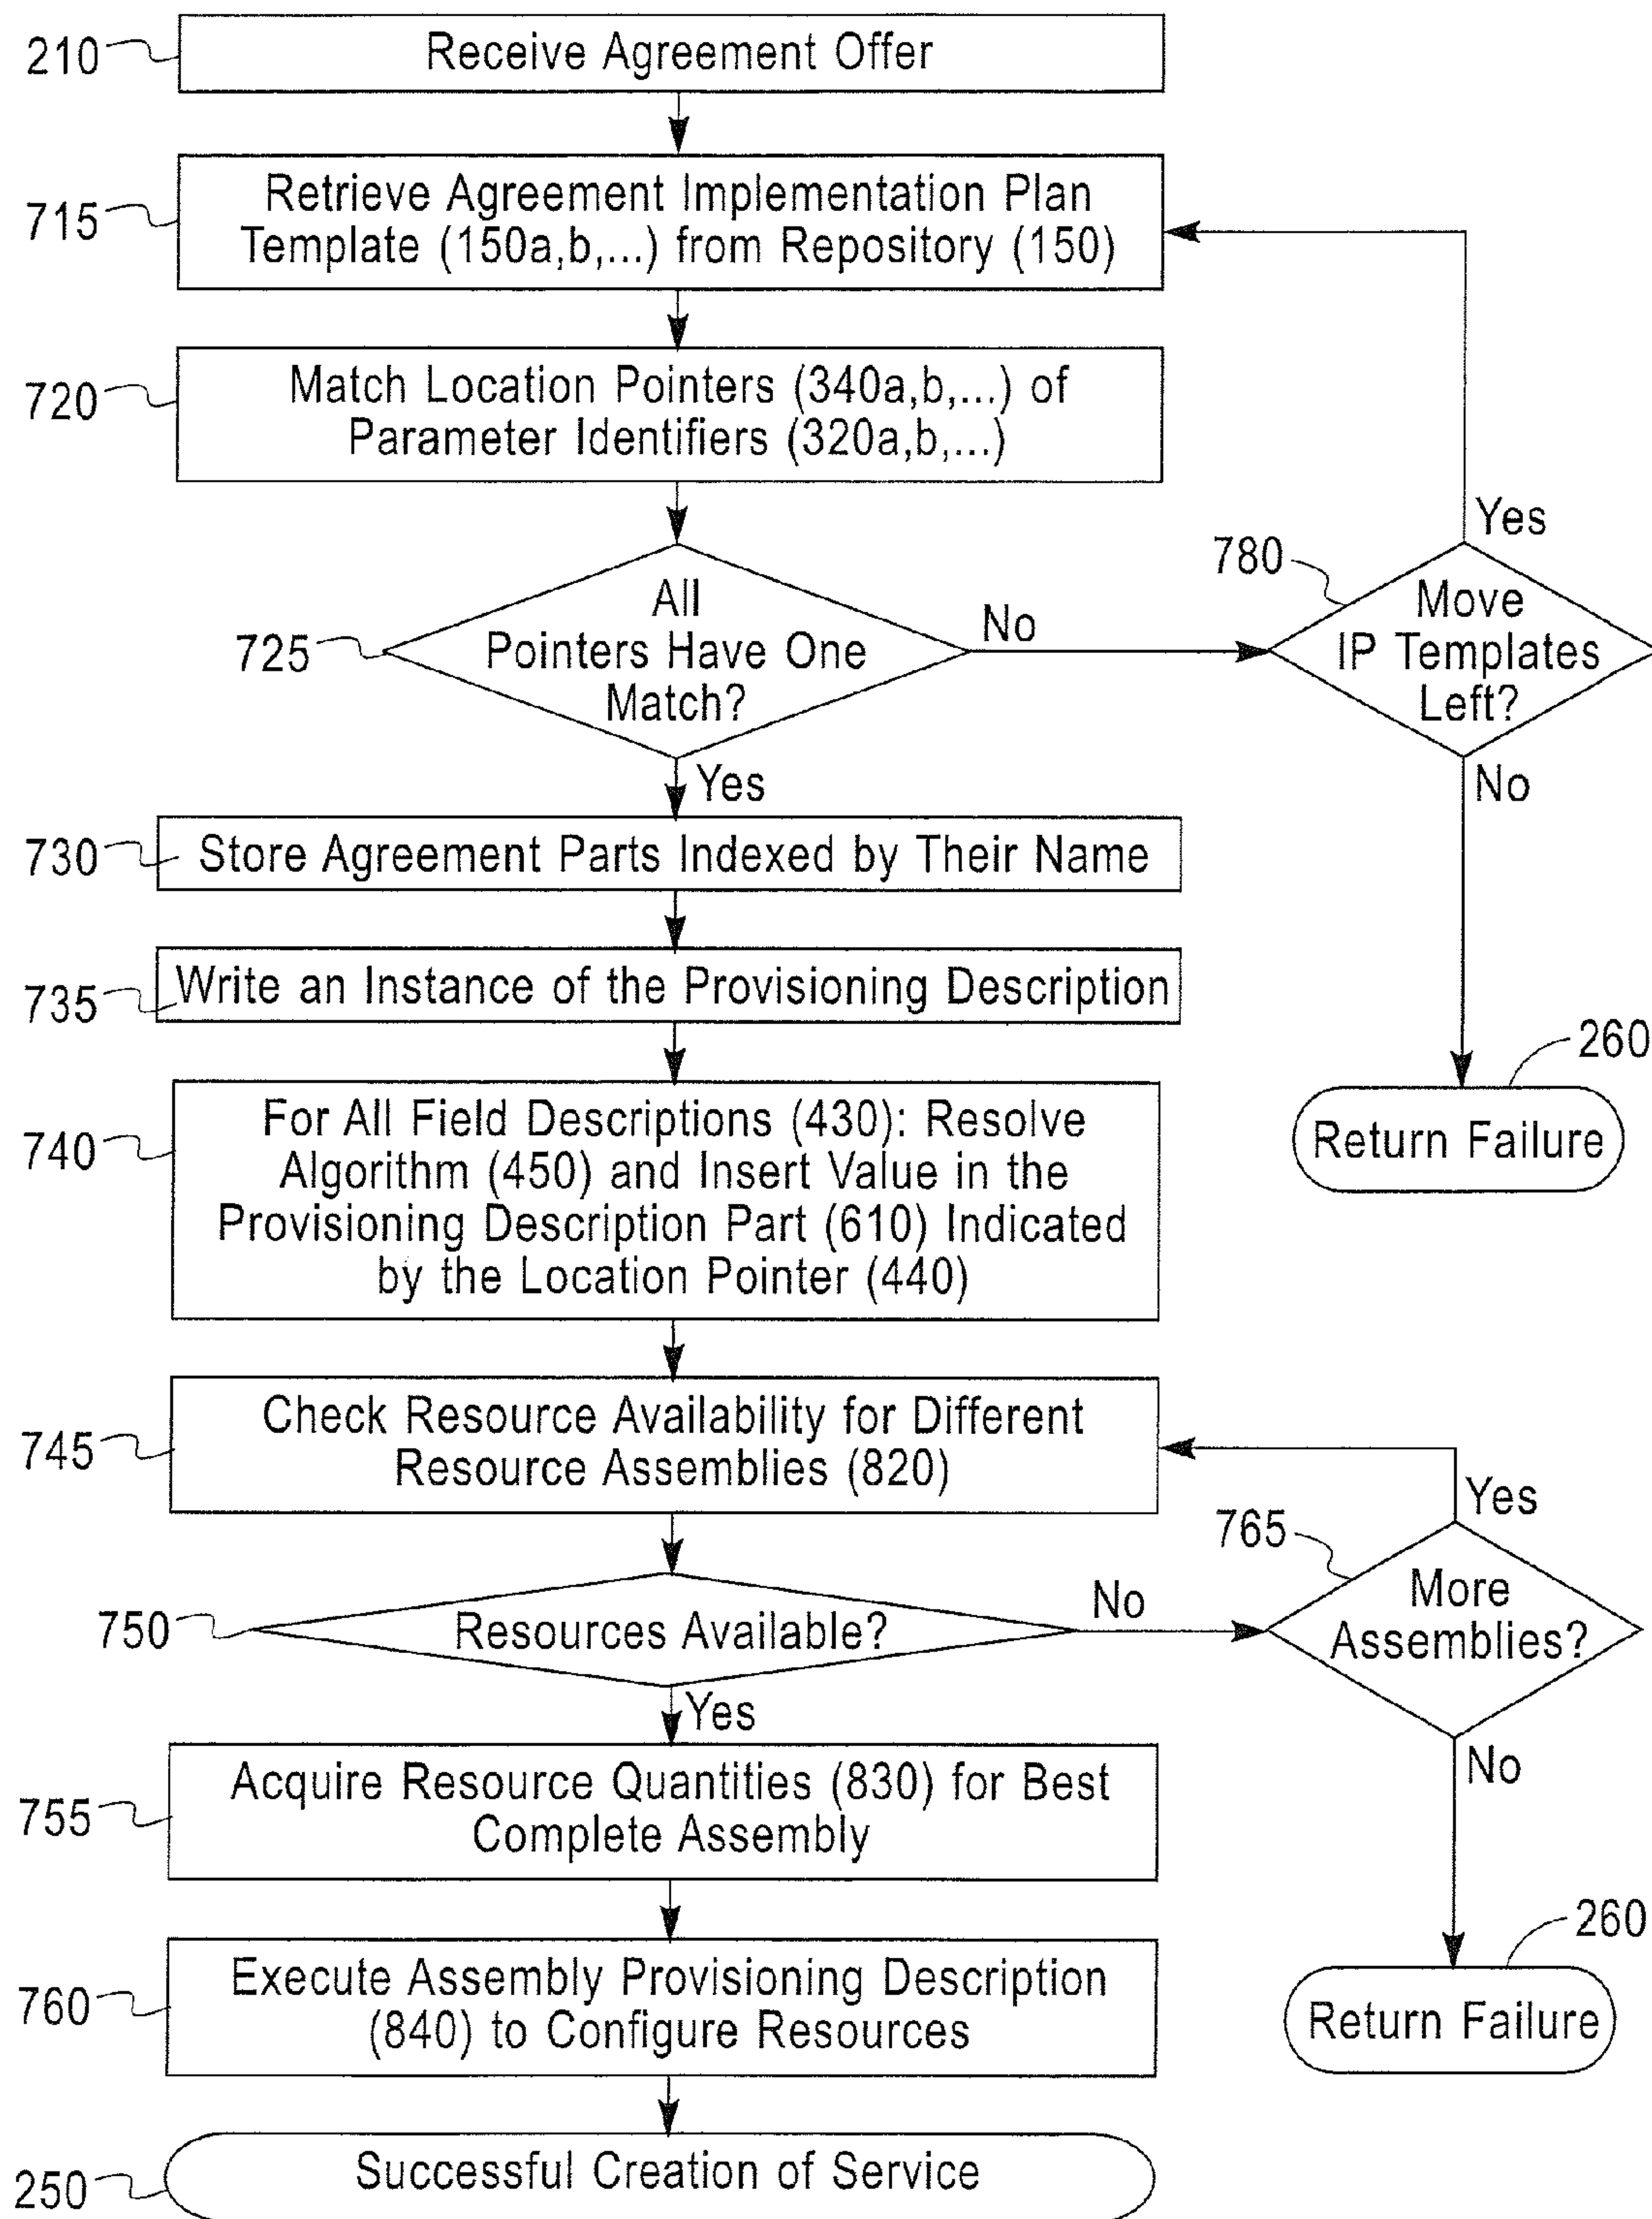 210
Receive Agreement Offer
715
Retrieve Agreement Implementation Plan
Template (150a,b,...) from Repository (150)
720
Match Location Pointers (340a,b,...) of
Parameter Identifiers (320a,b,...)
725
All
Pointers Have One
Match?
No
780
Move
IP Templates
Left?
Yes
No
260
Return Failure
Yes
730
Store Agreement Parts Indexed by Their Name
735
Write an Instance of the Provisioning Description
740
For All Field Descriptions (430): Resolve
Algorithm (450) and Insert Value in the
Provisioning Description Part (610) Indicated
by the Location Pointer (440)
745
Check Resource Availability for Different
Resource Assemblies (820)
750
Resources Available?
No
765
More
Assemblies?
Yes
No
260
Return Failure
Yes
755
Acquire Resource Quantities (830) for Best
Complete Assembly
760
Execute Assembly Provisioning Description
(840) to Configure Resources
250
Successful Creation of Service